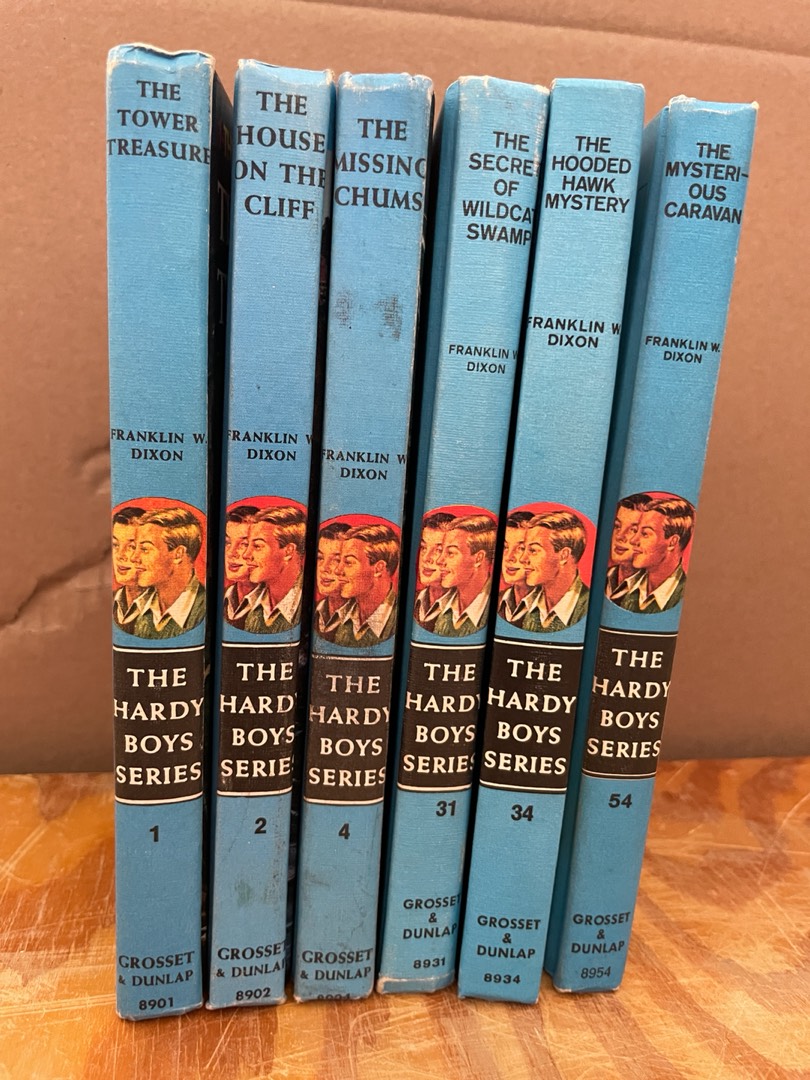 THE
TOWER
TREASURE
FRANKLIN W.
DIXON
THE
HARDY
BOYS
SERIES
1
GROSSET
& DUNLAP
8901
THE
HOUSE
ON THE
CLIFF
FRANKLIN W
DIXON
THE
HARDY
BOYS
SERIES
2
GROSSET
& DUNLAP
8902
THE
MISSING
CHUMS
FRANKLIN W
DIXON
THE
HARDY
BOYS
SERIES
4
GROSSET
& DUNLAP
THE
SECRET
OF
WILDCAT
SWAMP
FRANKLIN W
DIXON
THE
HARDY
BOYS
SERIES
31
GROSSET
&
DUNLAP
8931
THE
HOODED
HAWK
MYSTERY
FRANKLIN W.
DIXON
THE
HARDY
BOYS
SERIES
34
GROSSET
&
DUNLAP
8934
THE
MYSTERI-
OUS
CARAVAN
FRANKLIN W.
DIXON
THE
HARDY
BOYS
SERIES
54
GROSSET
&
DUNLAP
8954